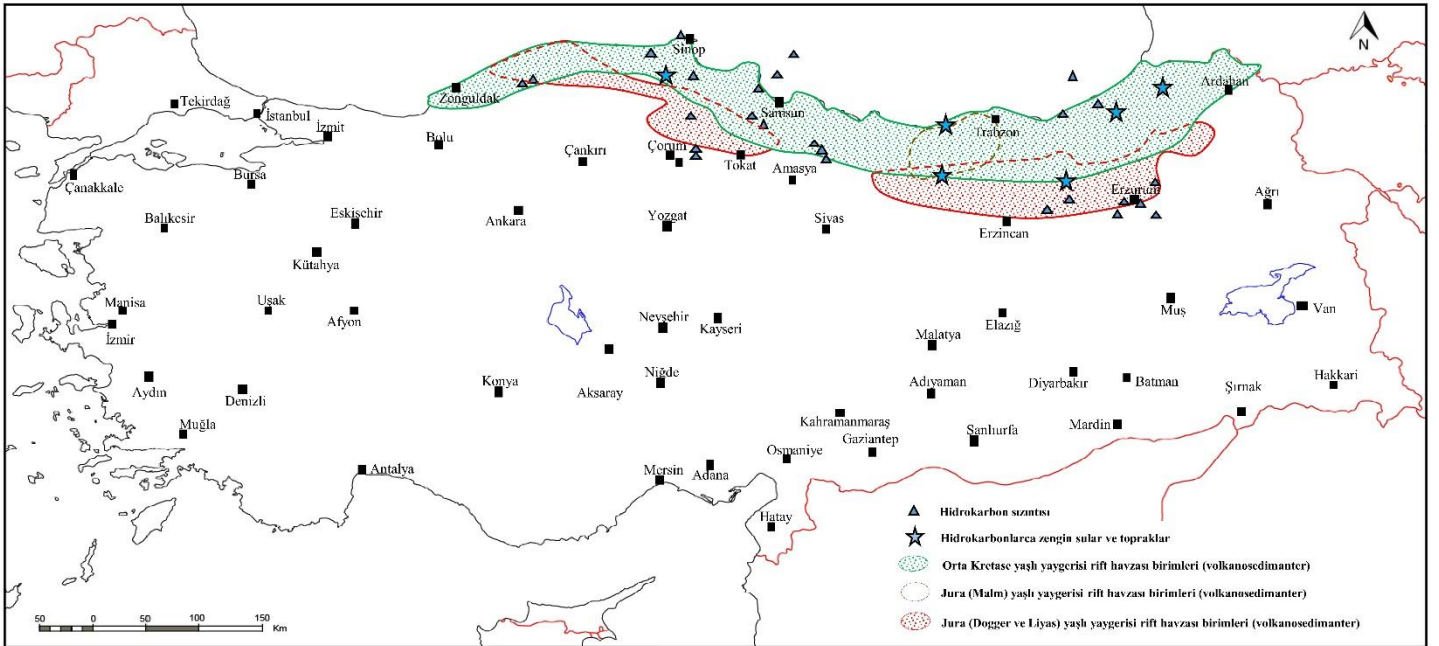 N
Sinop
Ardahan
Zonguldak
Tekirdağ
İstanbul
Samsun
Trabzon
İzmit
Bolu
Çankırı
Çorum
Tokat
Amasya
Çanakkale
Bursa
Erzurum
Ağrı
Balıkesir
Eskişehir
Ankara
Yozgat
Sivas
Erzincan
Kütahya
Manisa
Uşak
Afyon
Nevşehir
Kayseri
Elazığ
Muş
Van
İzmir
Malatya
Aydın
Denizli
Konya
Aksaray
Niğde
Adıyaman
Diyarbakır
Batman
Şırnak
Hakkari
Muğla
Kahramanmaraş
Gaziantep
Şanlıurfa
Mardin
Antalya
Mersin
Adana
Osmaniye
Hatay
Hidrokarbon sızıntısı
Hidrokarbonlarca zengin sular ve topraklar
Orta Kretase yaşlı yaygerisi rift havzası birimleri (volkanosedimanter)
Jura (Malm) yaşlı yaygerisi rift havzası birimleri (volkanosedimanter)
Jura (Dogger ve Liyas) yaşlı yaygerisi rift havzası birimleri (volkanosedimanter)
50 0 50 100 150
Km